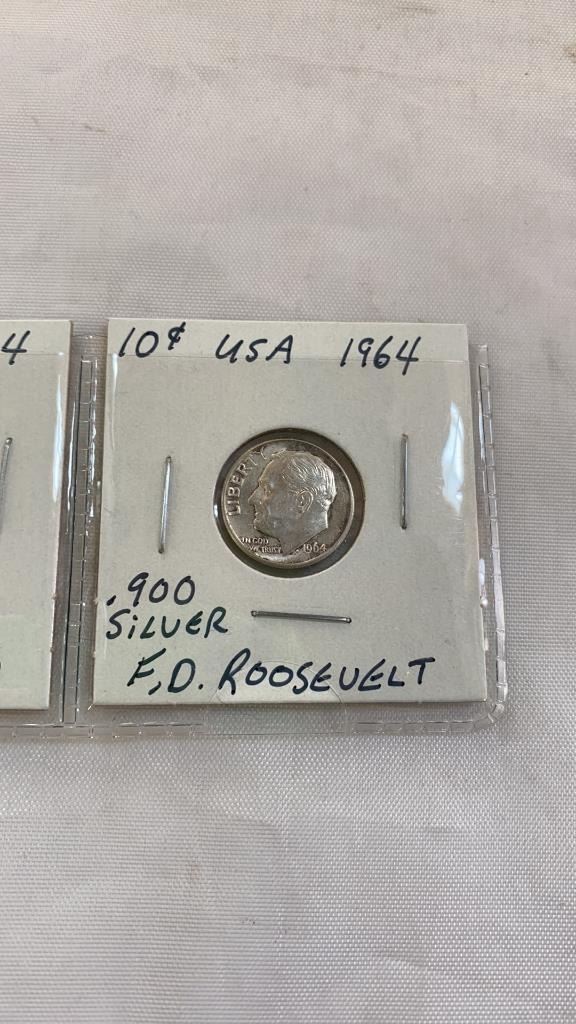 4
10¢ USA 1964
LIBERTY
IN GOD
WE TRUST
1964
.900
SILVER
F.D. ROOSEVELT